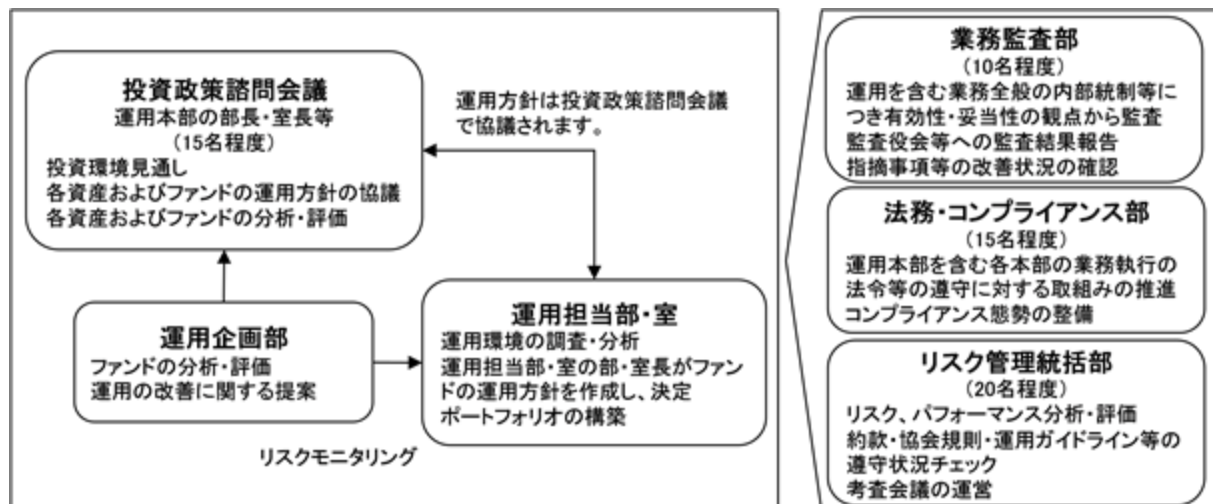 投資政策諮問会議
運用本部の部長・室長等
(15名程度)
投資環境見通し
各資産およびファンドの運用方針の協議
各資産およびファンドの分析・評価
運用方針は投資政策諮問会議
で協議されます。
運用企画部
ファンドの分析・評価
運用の改善に関する提案
運用担当部・室
運用環境の調査・分析
運用担当部・室の部・室長がファン
ドの運用方針を作成し、決定
ポートフォリオの構築
リスクモニタリング
業務監査部
(10名程度)
運用を含む業務全般の内部統制等に
つき有効性・妥当性の観点から監査
監査役会等への監査結果報告
指摘事項等の改善状況の確認
法務・コンプライアンス部
(15名程度)
運用本部を含む各本部の業務執行の
法令等の遵守に対する取組みの推進
コンプライアンス態勢の整備
リスク管理統括部
(20名程度)
リスク、パフォーマンス分析・評価
約款・協会規則・運用ガイドライン等の
遵守状況チェック
考査会議の運営